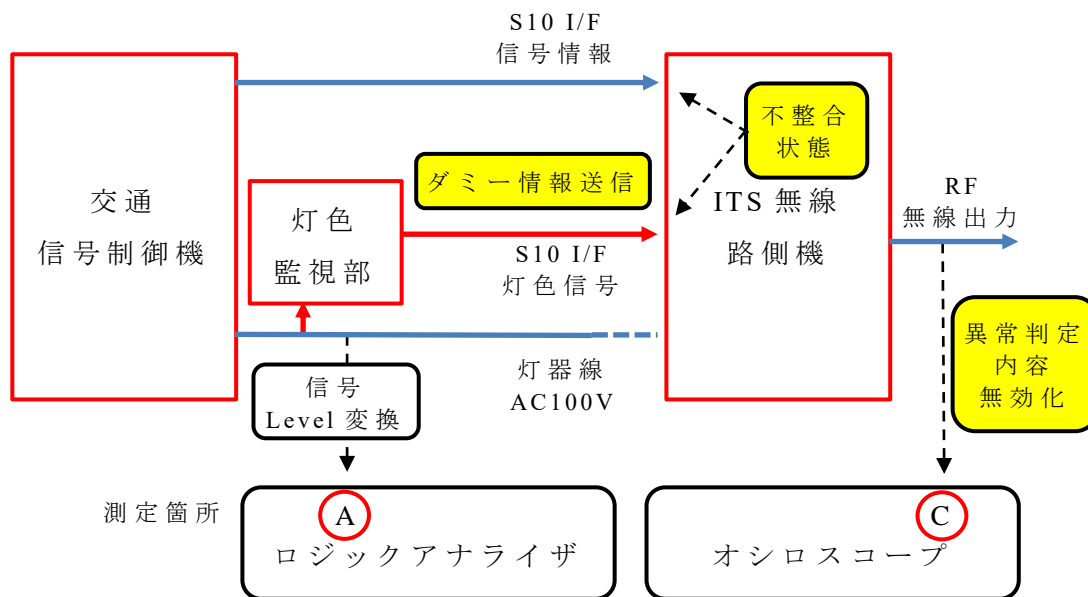 S10 I/F
信号情報
不整合
状態
ダミー情報送信
交通
信号制御機
灯色
監視部
ITS 無線
路側機
RF
無線出力
S10 I/F
灯色信号
異常判定
内容
無効化
灯器線
AC100V
信号
Level 変換
測定箇所
A
ロジックアナライザ
C
オシロスコープ